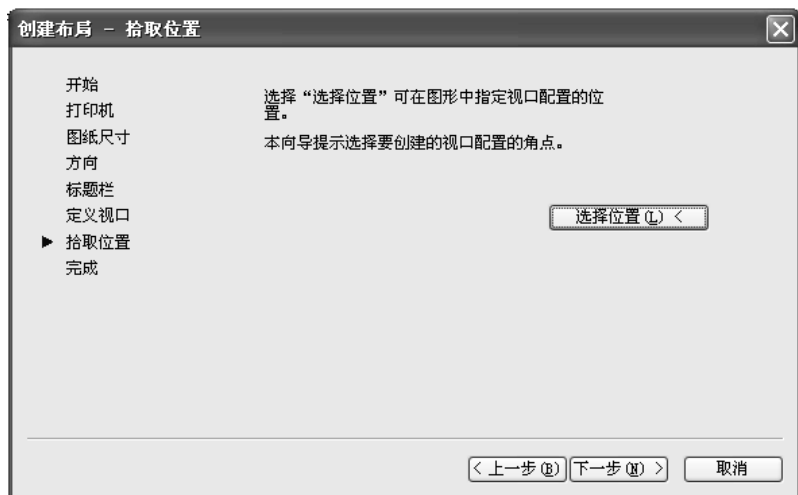 创建布局 - 拾取位置
开始
打印机
图纸尺寸
方向
标题栏
定义视口
拾取位置
完成
选择“选择位置”可在图形中指定视口配置的位
置。
本向导提示选择要创建的视口配置的角点。
选择位置(L) <
< 上一步(B)
下一步(N) >
取消